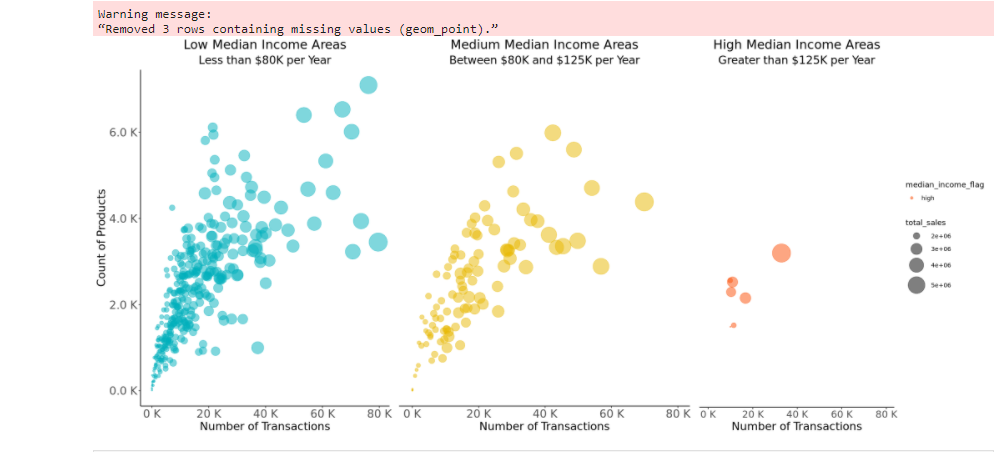 Warning message:
“Removed 3 rows containing missing values (geom_point).”
Low Median Income Areas
Less than $80K per Year
Medium Median Income Areas
Between $80K and $125K per Year
High Median Income Areas
Greater than $125K per Year
Count of Products
6.0 K
4.0 K
2.0 K
0.0 K
0 K 20 K 40 K 60 K 80 K
Number of Transactions
0 K 20 K 40 K 60 K 80 K
Number of Transactions
0 K 20 K 40 K 60 K 80 K
Number of Transactions
median_income_flag
high
total_sales
2e+06
3e+06
4e+06
5e+06